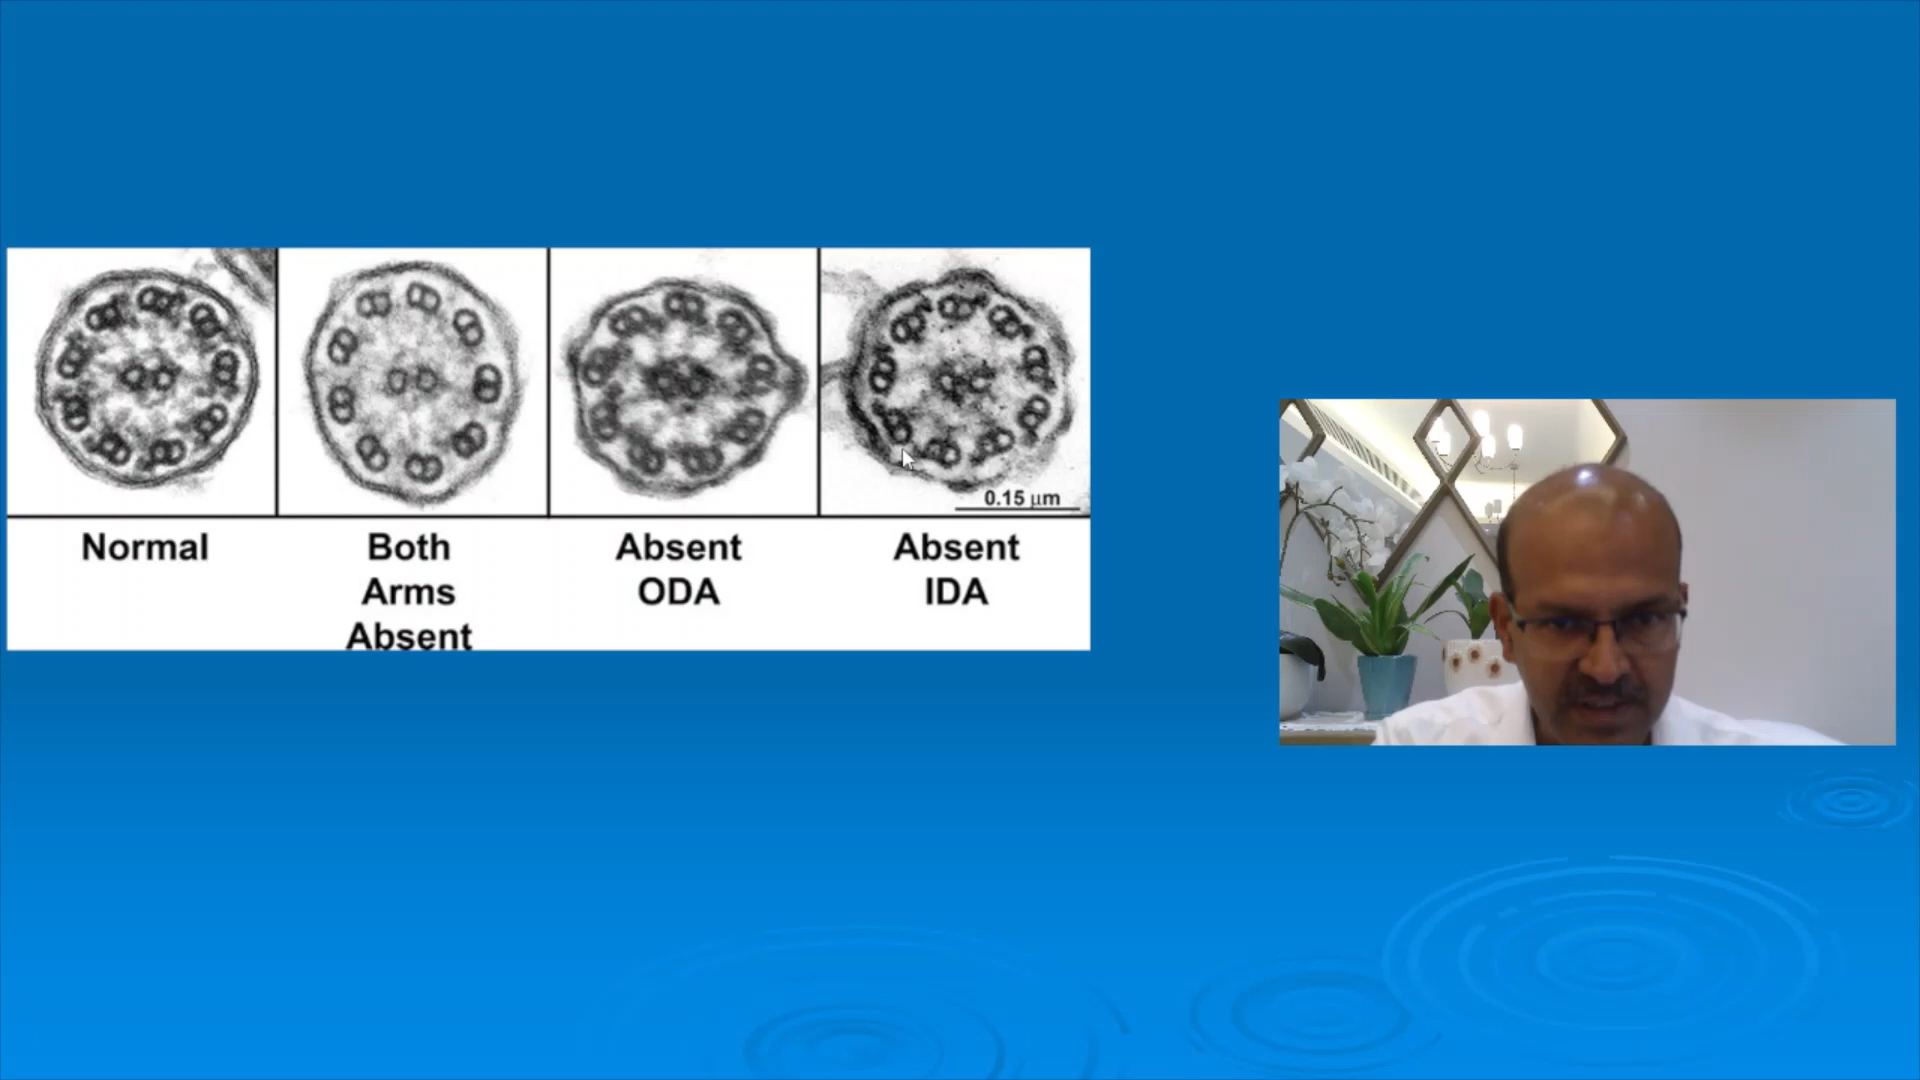 0.15 µm
Normal
Both
Arms
Absent
Absent
ODA
Absent
IDA